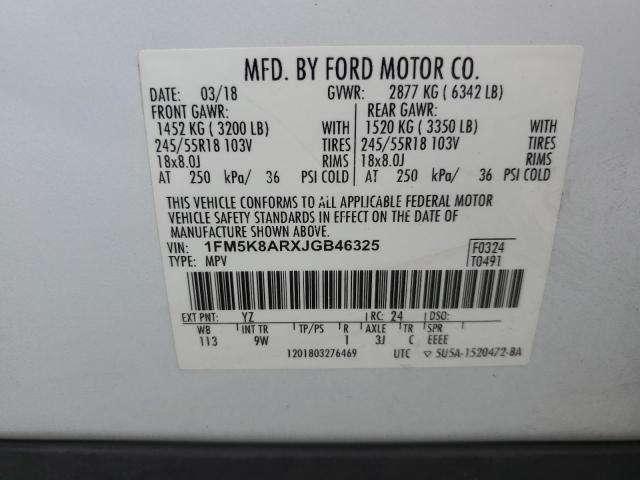 MFD. BY FORD MOTOR CO.
DATE: 03/18 GVWR: 2877 KG ( 6342 LB)
FRONT GAWR: REAR GAWR:
1452 KG ( 3200 LB) WITH 1520 KG ( 3350 LB) WITH
245/55R18 103V TIRES 245/55R18 103V TIRES
18x8.0J RIMS 18x8.0J RIMS
AT 250 kPa/ 36 PSI COLD AT 250 kPa/ 36 PSI COLD
THIS VEHICLE CONFORMS TO ALL APPLICABLE FEDERAL MOTOR
VEHICLE SAFETY STANDARDS IN EFFECT ON THE DATE OF
MANUFACTURE SHOWN ABOVE.
VIN: 1FM5K8ARXJGB46325 F0324
TYPE: MPV T0491
EXT PNT: YZ RC: 24 DSO:
WB INT TR TP/PS R AXLE TR SPR
113 9W 1 3J C EEEE
1201803276469 UTC ▽ SU5A-1520472-BA